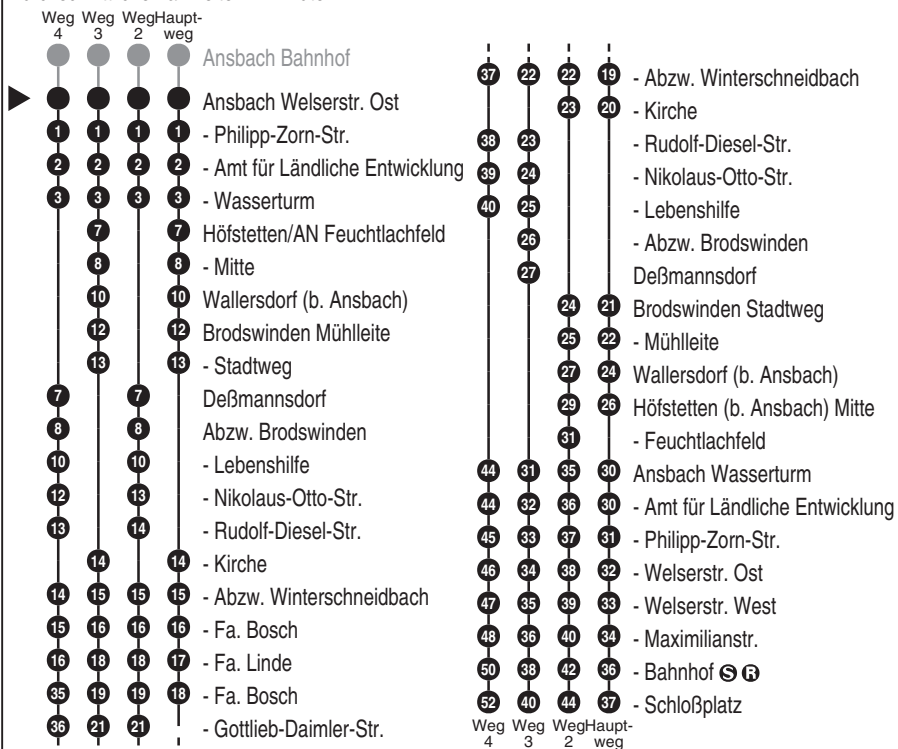 Weg Weg Weg Haupt-
4 3 2 weg
Ansbach Bahnhof
Ansbach Welserstr. Ost
1 1 1 1 - Philipp-Zorn-Str.
2 2 2 2 - Amt für Ländliche Entwicklung
3 3 3 3 - Wasserturm
7 7 Höfstetten/AN Feuchtlachfeld
8 8 - Mitte
10 10 Wallersdorf (b. Ansbach)
12 12 Brodswinden Mühlleite
13 13 - Stadtweg
7 7 Deßmannsdorf
8 8 Abzw. Brodswinden
10 10 - Lebenshilfe
12 13 - Nikolaus-Otto-Str.
13 14 - Rudolf-Diesel-Str.
14 14 - Kirche
14 15 15 15 - Abzw. Winterschneidbach
15 16 16 16 - Fa. Bosch
16 18 18 17 - Fa. Linde
35 19 19 18 - Fa. Bosch
36 21 21 - Gottlieb-Daimler-Str.
37 22 22 19 - Abzw. Winterschneidbach
23 20 - Kirche
38 23 - Rudolf-Diesel-Str.
39 24 - Nikolaus-Otto-Str.
40 25 - Lebenshilfe
26 - Abzw. Brodswinden
27 Deßmannsdorf
24 21 Brodswinden Stadtweg
25 22 - Mühlleite
27 24 Wallersdorf (b. Ansbach)
29 26 Höfstetten (b. Ansbach) Mitte
31 - Feuchtlachfeld
44 31 35 30 Ansbach Wasserturm
44 32 36 30 - Amt für Ländliche Entwicklung
45 33 37 31 - Philipp-Zorn-Str.
46 34 38 32 - Welserstr. Ost
47 35 39 33 - Welserstr. West
48 36 40 34 - Maximilianstr.
50 38 42 36 - Bahnhof S R
52 40 44 37 - Schloßplatz
Weg Weg Weg Haupt-
4 3 2 weg